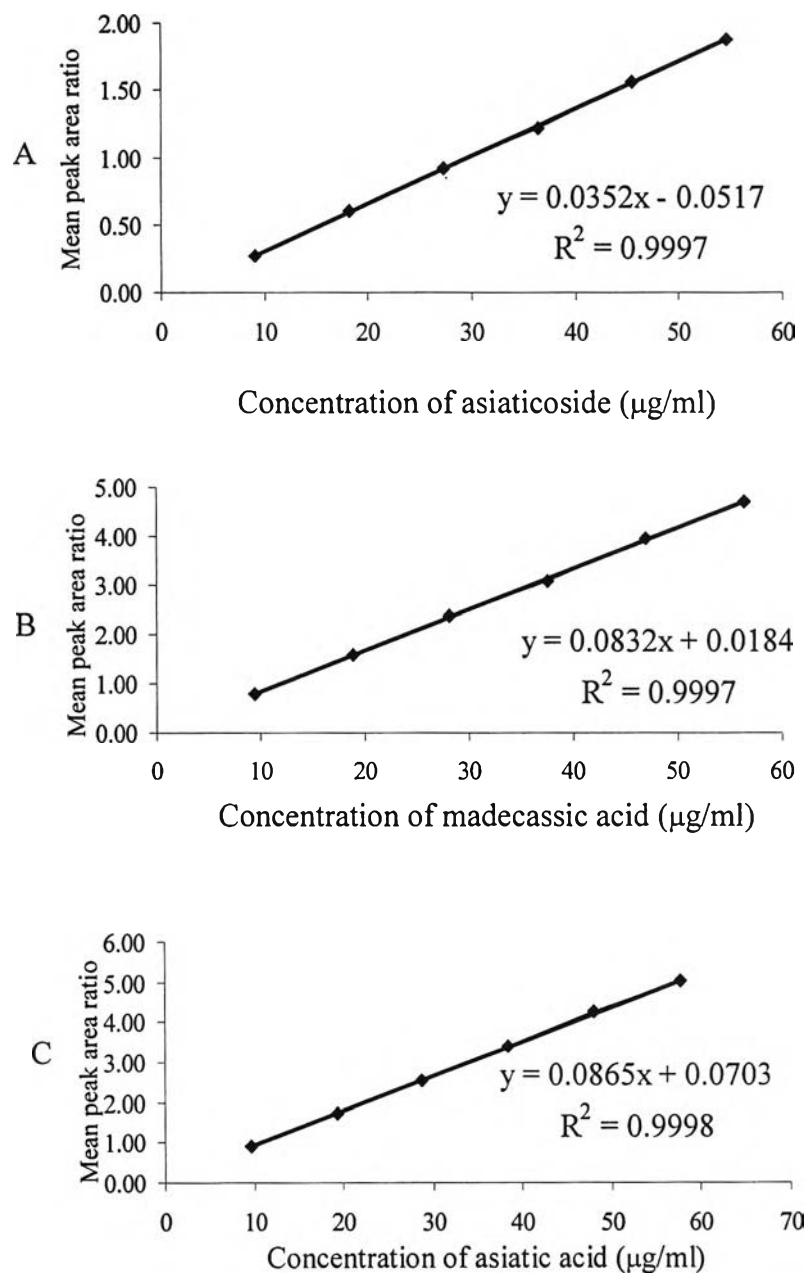 A
Mean peak area ratio
2.00
1.50
1.00
0.50
0.00
y = 0.0352x - 0.0517
R² = 0.9997
0 10 20 30 40 50 60
Concentration of asiaticoside (µg/ml)
B
Mean peak area ratio
5.00
4.00
3.00
2.00
1.00
0.00
y = 0.0832x + 0.0184
R² = 0.9997
0 10 20 30 40 50 60
Concentration of madecassic acid (µg/ml)
C
Mean peak area ratio
6.00
5.00
4.00
3.00
2.00
1.00
0.00
y = 0.0865x + 0.0703
R² = 0.9998
0 10 20 30 40 50 60 70
Concentration of asiatic acid (µg/ml)